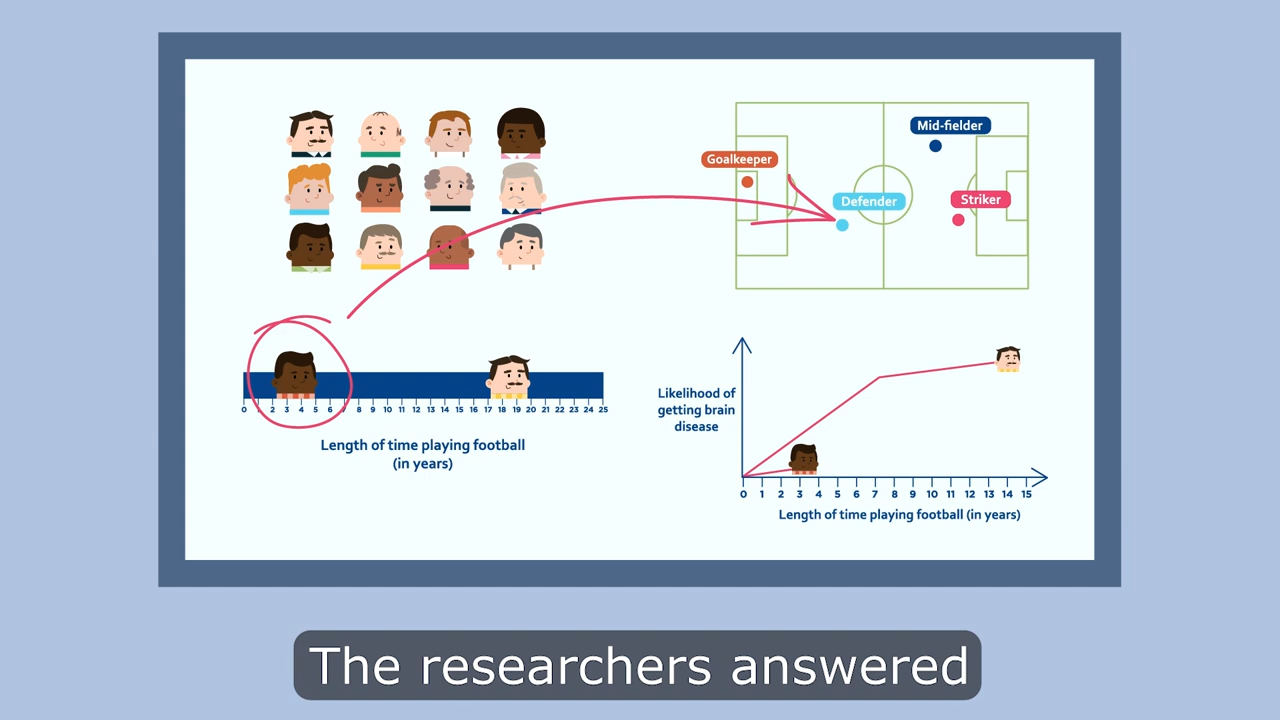 Mid-fielder
Goalkeeper
Defender
Striker
0 1 2 3 4 5 6 7 8 9 10 11 12 13 14 15 16 17 18 19 20 21 22 23 24 25
Length of time playing football
(in years)
Likelihood of
getting brain
disease
0 1 2 3 4 5 6 7 8 9 10 11 12 13 14 15
Length of time playing football (in years)
The researchers answered